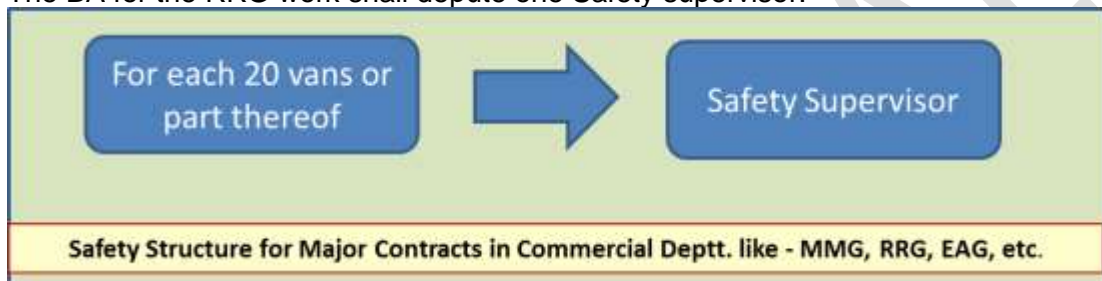 The BA for the RRG work shall depute one Safety supervisor.
For each 20 vans or
part thereof
Safety Supervisor
Safety Structure for Major Contracts in Commercial Deptt. like - MMG, RRG, EAG, etc.